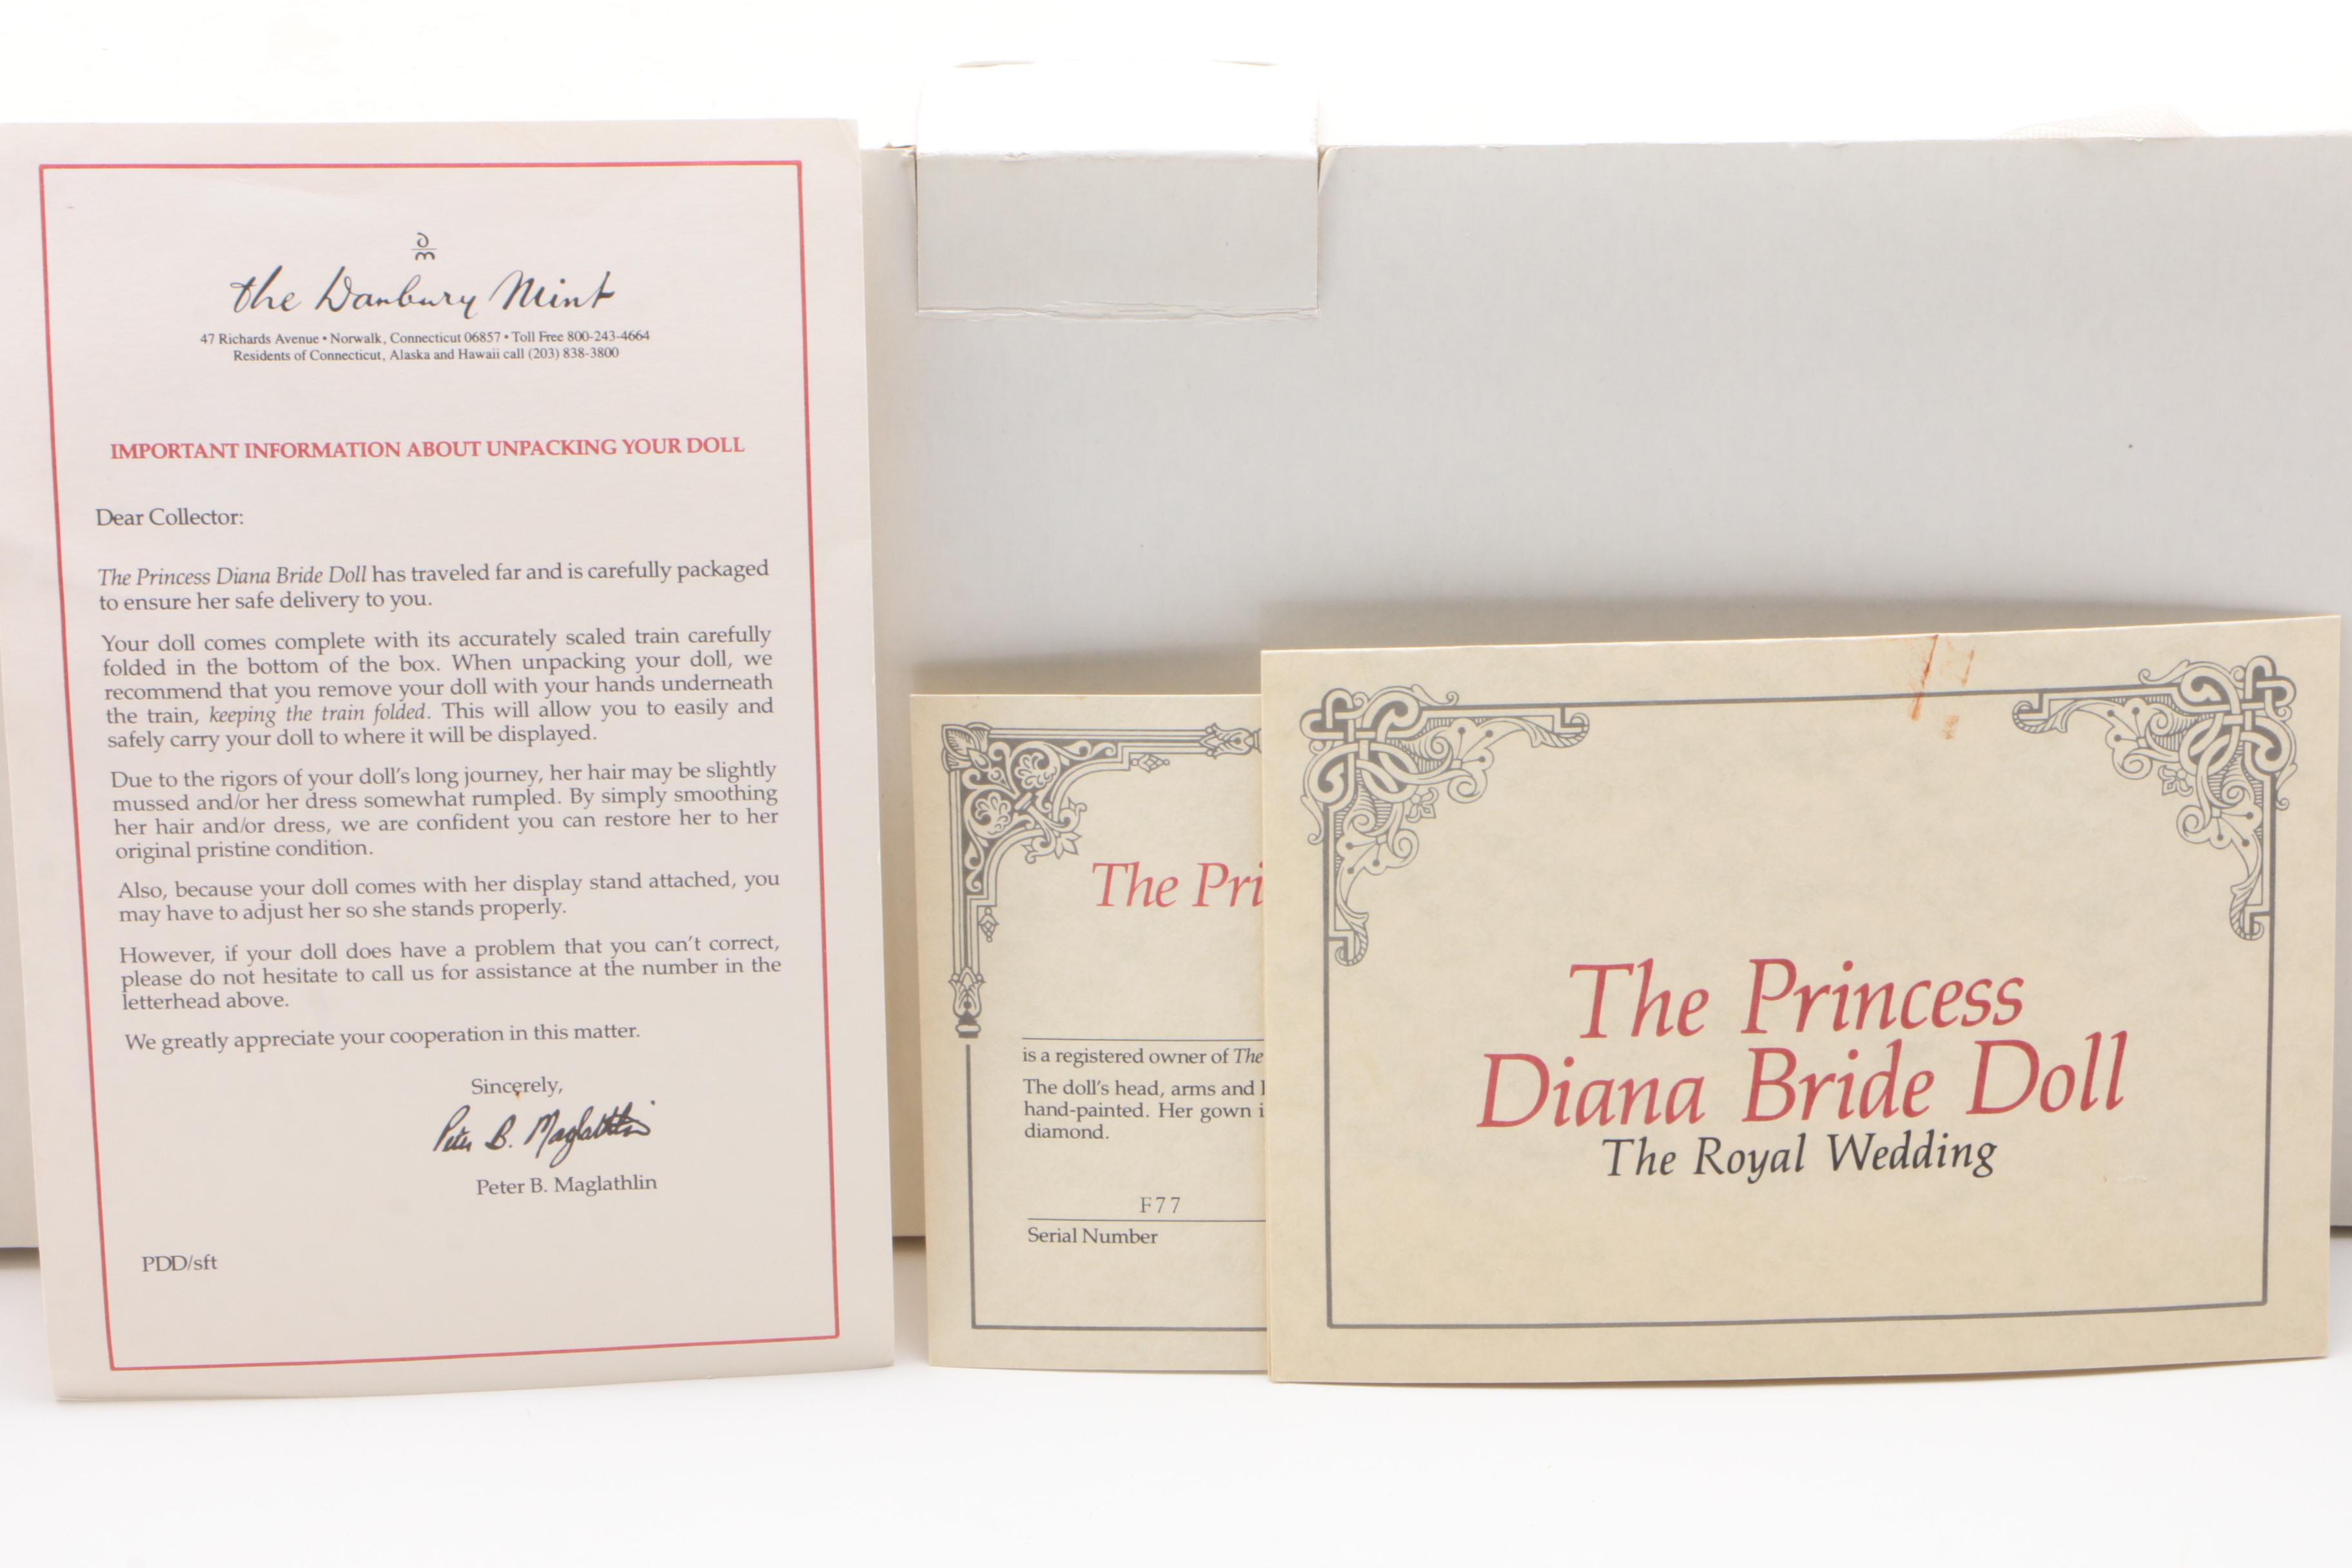 the Danbury Mint
47 Richards Avenue • Norwalk, Connecticut 06857 • Toll Free 800-243-4664
Residents of Connecticut, Alaska and Hawaii call (203) 838-3800
IMPORTANT INFORMATION ABOUT UNPACKING YOUR DOLL
Dear Collector:
The Princess Diana Bride Doll has traveled far and is carefully packaged
to ensure her safe delivery to you.
Your doll comes complete with its accurately scaled train carefully
folded in the bottom of the box. When unpacking your doll, we
recommend that you remove your doll with your hands underneath
the train, keeping the train folded. This will allow you to easily and
safely carry your doll to where it will be displayed.
Due to the rigors of your doll's long journey, her hair may be slightly
mussed and/or her dress somewhat rumpled. By simply smoothing
her hair and/or dress, we are confident you can restore her to her
original pristine condition.
Also, because your doll comes with her display stand attached, you
may have to adjust her so she stands properly.
However, if your doll does have a problem that you can't correct,
please do not hesitate to call us for assistance at the number in the
letterhead above.
We greatly appreciate your cooperation in this matter.
Sincerely,
Peter B. Maglathlin
Peter B. Maglathlin
PDD/sft
The Pri
is a registered owner of The
The doll's head, arms and
hand-painted. Her gown i
diamond.
F77
Serial Number
The Princess
Diana Bride Doll
The Royal Wedding